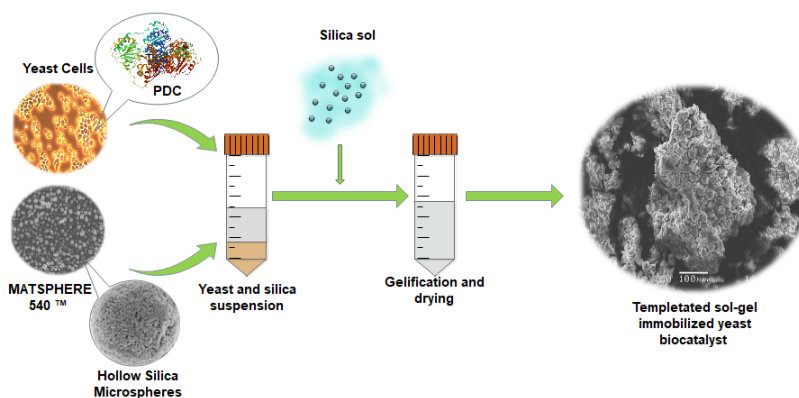 Yeast Cells
PDC
Silica sol
MATSPHERE
540 ™
Hollow Silica
Microspheres
Yeast and silica
suspension
Gelification and
drying
100
Templetated sol-gel
immobilized yeast
biocatalyst